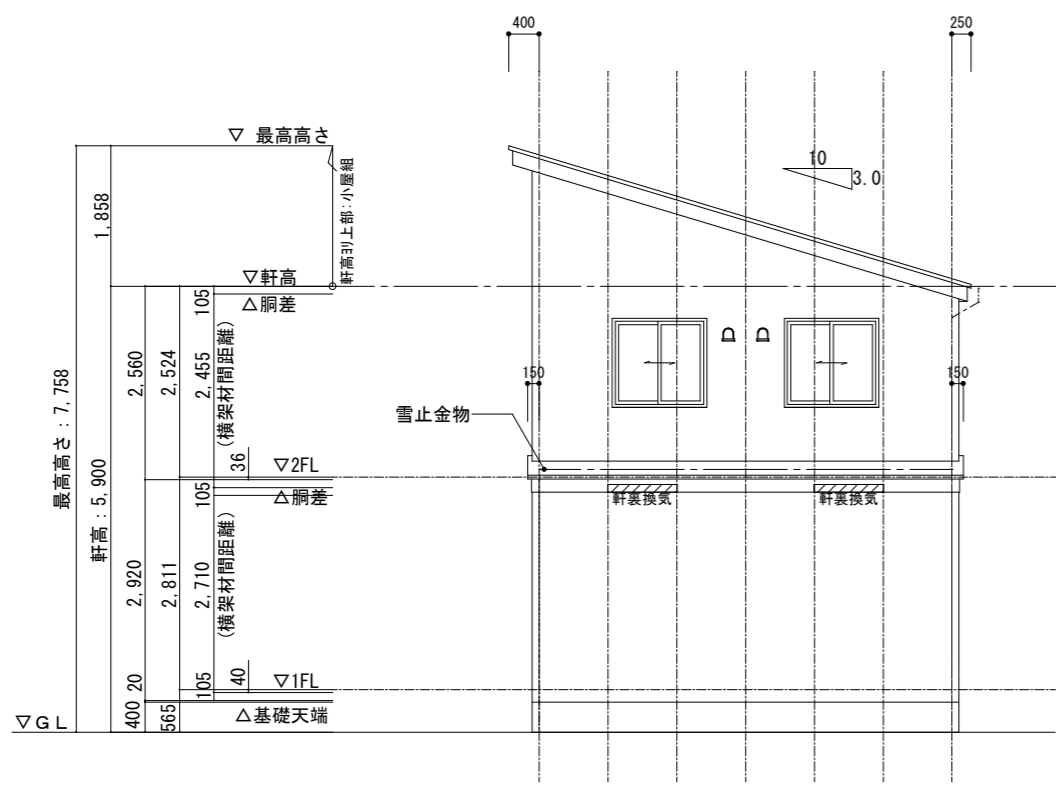 400
250
▽ 最高高さ
10
3.0
軒高ヨリ上部:小屋組
1,858
▽軒高
△胴差
105
2,560
2,524
2,455
(横架材間距離)
150
150
雪止金物
最高高さ:7,758
軒高:5,900
36
▽2FL
105
△胴差
軒裏換気
軒裏換気
2,920
2,811
2,710
(横架材間距離)
20
105
40
▽1FL
400
565
△基礎天端
▽GL